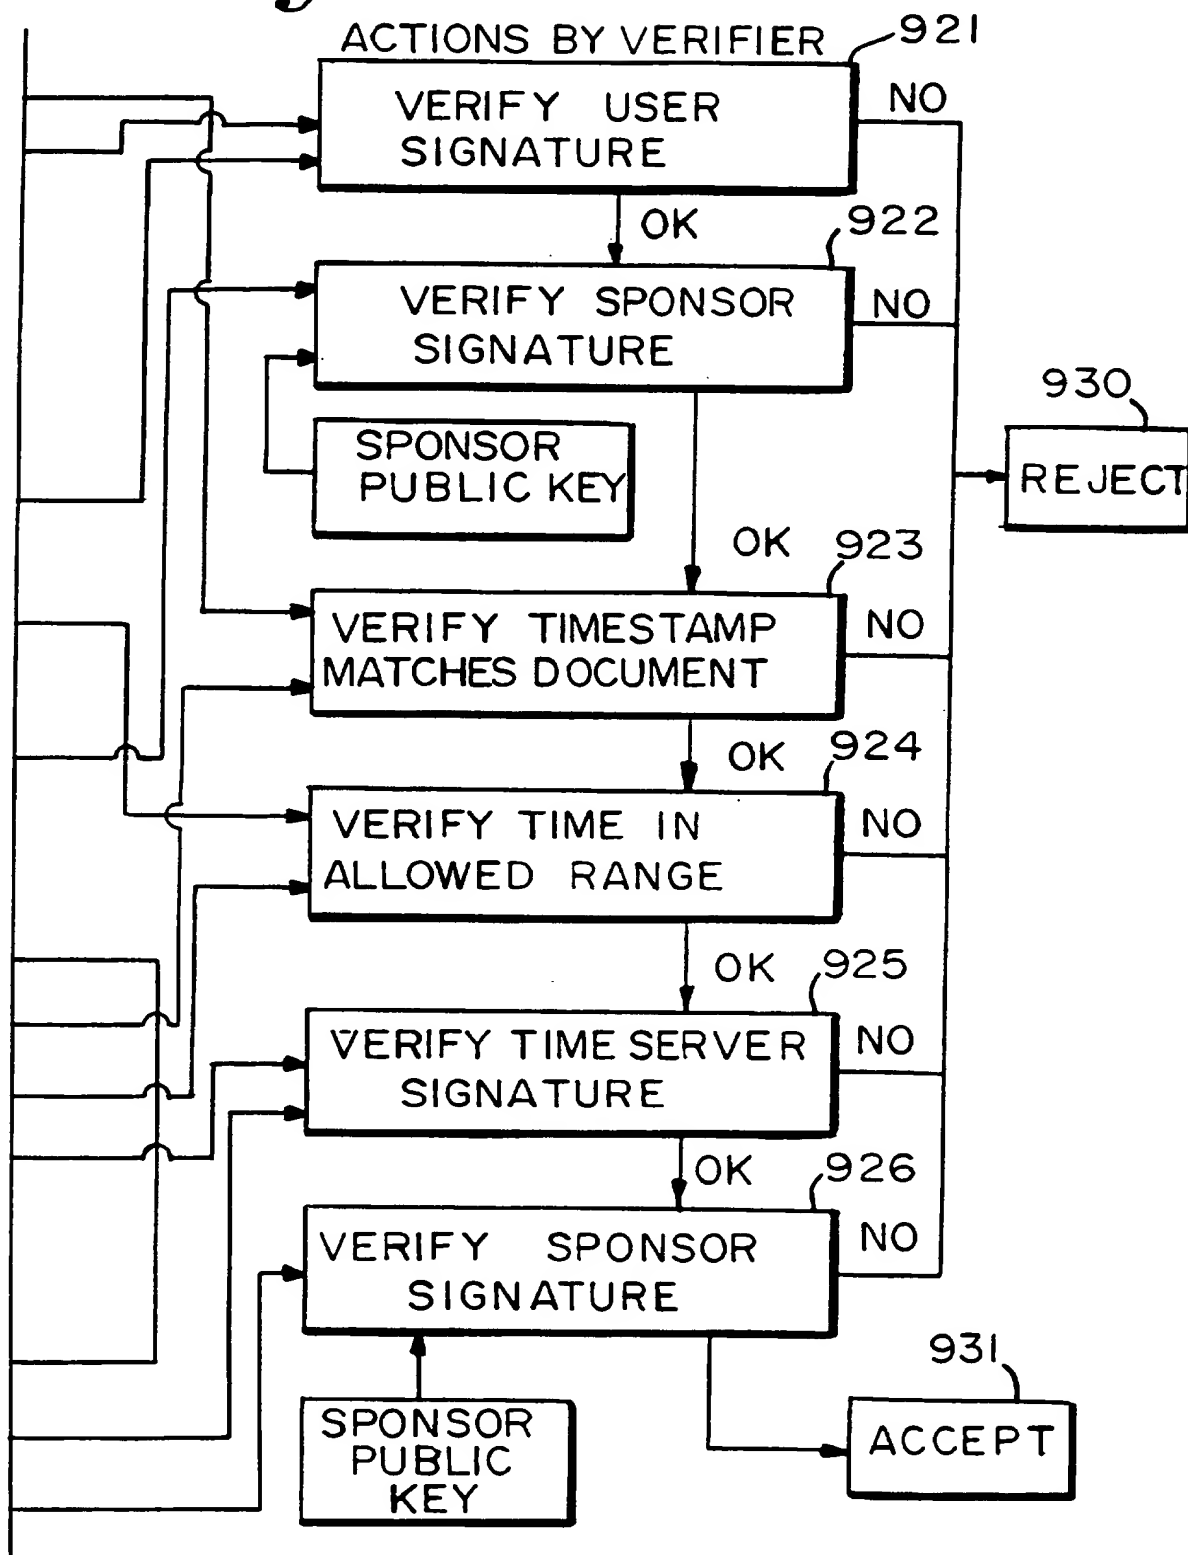 ACTIONS BY VERIFIER
921
VERIFY USER
SIGNATURE
NO
OK
922
VERIFY SPONSOR
SIGNATURE
NO
SPONSOR
PUBLIC KEY
930
REJECT
OK
923
VERIFY TIMESTAMP
MATCHES DOCUMENT
NO
OK
924
VERIFY TIME IN
ALLOWED RANGE
NO
OK
925
VERIFY TIME SERVER
SIGNATURE
NO
OK
926
VERIFY SPONSOR
SIGNATURE
NO
SPONSOR
PUBLIC
KEY
931
ACCEPT